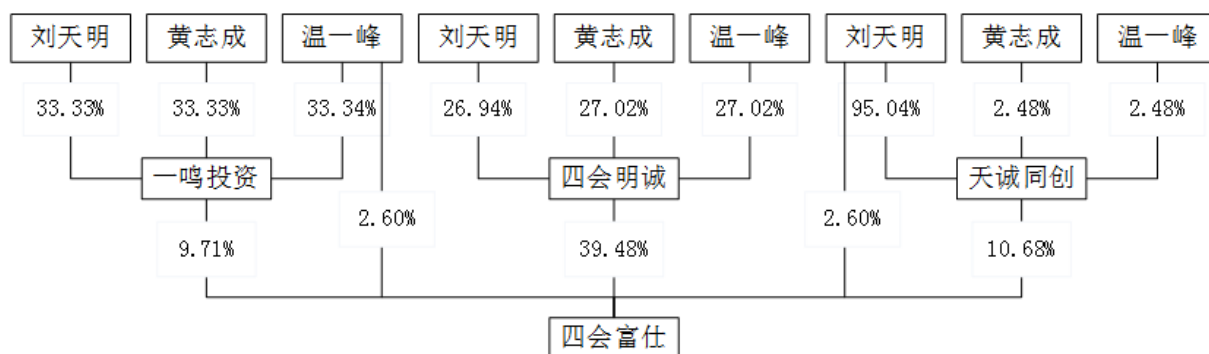 刘天明 黄志成 温一峰 刘天明 黄志成 温一峰 刘天明 黄志成 温一峰
33.33% 33.33% 33.34% 26.94% 27.02% 27.02% 95.04% 2.48% 2.48%
一鸣投资 四会明诚 天诚同创
2.60% 2.60%
9.71% 39.48% 10.68%
四会富仕